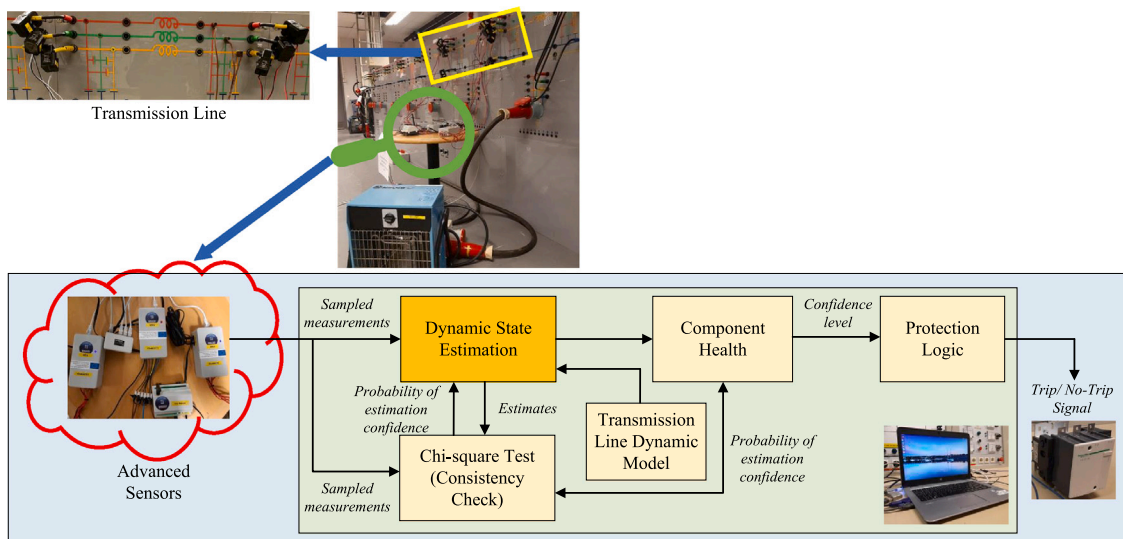 Transmission Line
Sampled
measurements
Dynamic State
Estimation
Component
Health
Confidence
level
Protection
Logic
Probability of
estimation
confidence
Estimates
Transmission
Line Dynamic
Model
Probability of
estimation
confidence
Trip/ No-Trip
Signal
Chi-square Test
(Consistency
Check)
Sampled
measurements
Advanced
Sensors